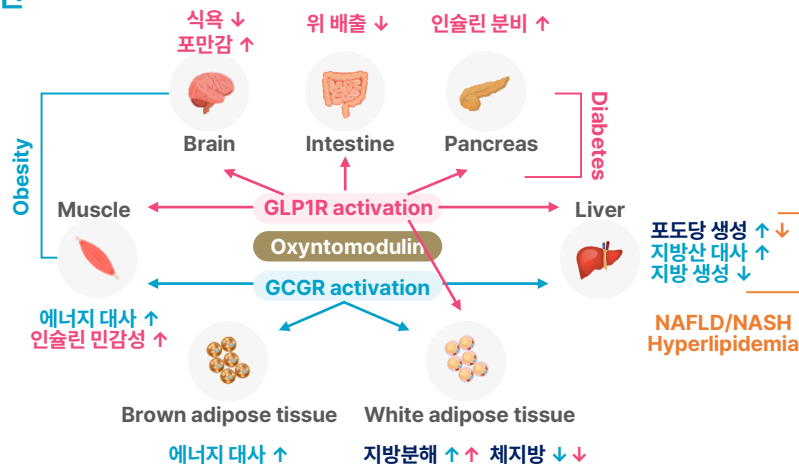 식욕 ↓
포만감 ↑
위 배출 ↓
인슐린 분비 ↑
Brain
Intestine
Pancreas
Obesity
Diabetes
Muscle
GLP1R activation
Liver
Oxyntomodulin
GCGR activation
포도당 생성 ↑↓
지방산 대사 ↑
지방 생성 ↓
에너지 대사 ↑
인슐린 민감성 ↑
NAFLD/NASH
Hyperlipidemia
Brown adipose tissue
White adipose tissue
에너지 대사 ↑
지방분해 ↑↑ 체지방 ↓↓